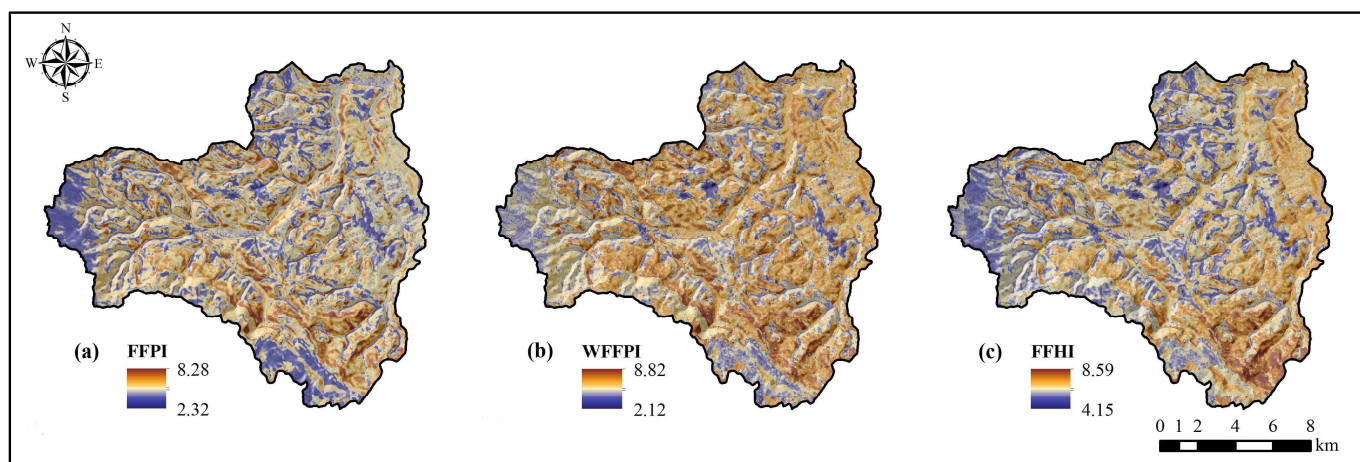 N
W E
S
(a) FFPI
8.28
2.32
(b) WFFPI
8.82
2.12
(c) FFHI
8.59
4.15
0 1 2 4 6 8
km